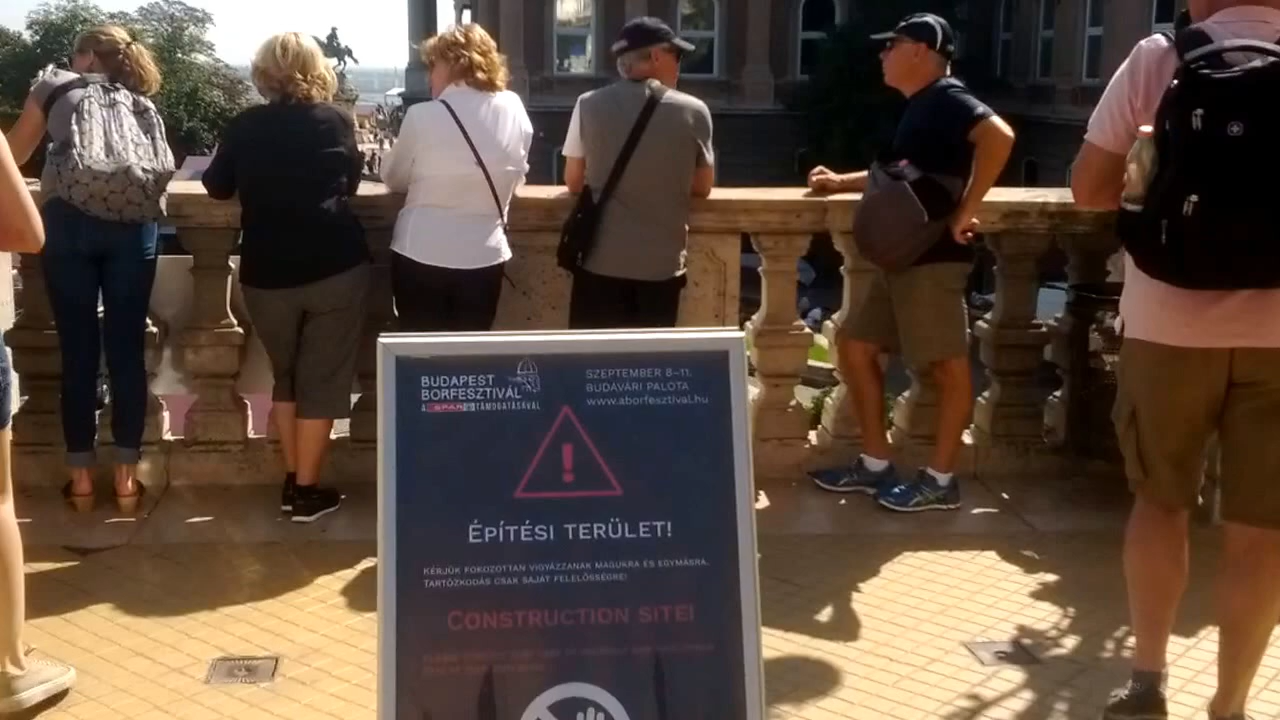 BUDAPEST
BORFESZTIVÁL
A SPAR TÁMOGATÁSÁVAL
SZEPTEMBER 8–11.
BUDAVÁRI PALOTA
www.aborfesztival.hu
ÉPÍTÉSI TERÜLET!
KÉRJÜK FOKOZOTTAN VIGYÁZZANAK MAGUKRA ÉS EGYMÁSRA.
TARTÓZKODÁS CSAK SAJÁT FELELŐSSÉGRE!
CONSTRUCTION SITE!